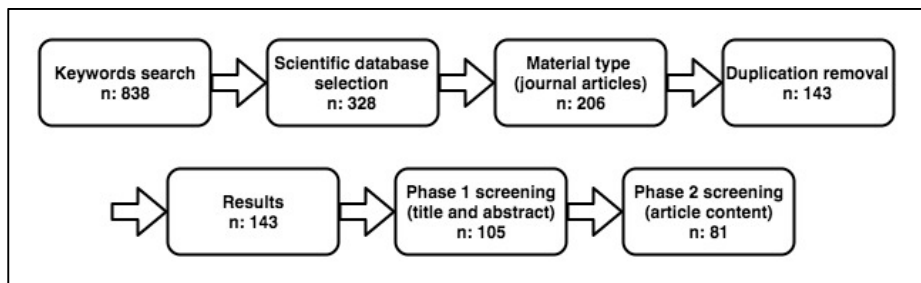 Keywords search
n: 838
Scientific database
selection
n: 328
Material type
(journal articles)
n: 206
Duplication removal
n: 143
Results
n: 143
Phase 1 screening
(title and abstract)
n: 105
Phase 2 screening
(article content)
n: 81